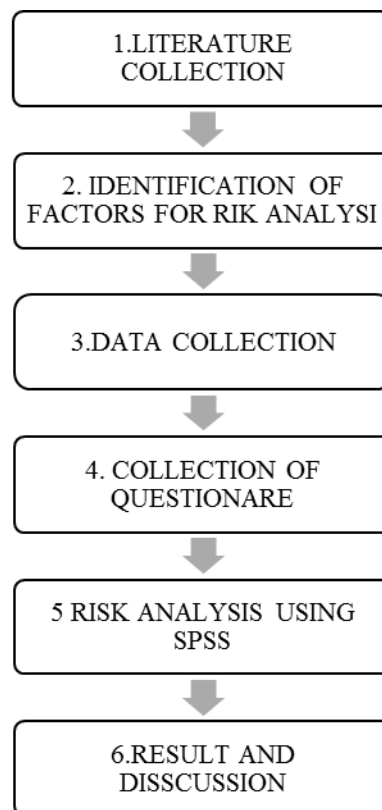 1.LITERATURE
COLLECTION
2. IDENTIFICATION OF
FACTORS FOR RIK ANALYSI
3.DATA COLLECTION
4. COLLECTION OF
QUESTIONARE
5 RISK ANALYSIS USING
SPSS
6.RESULT AND
DISSCUSSION